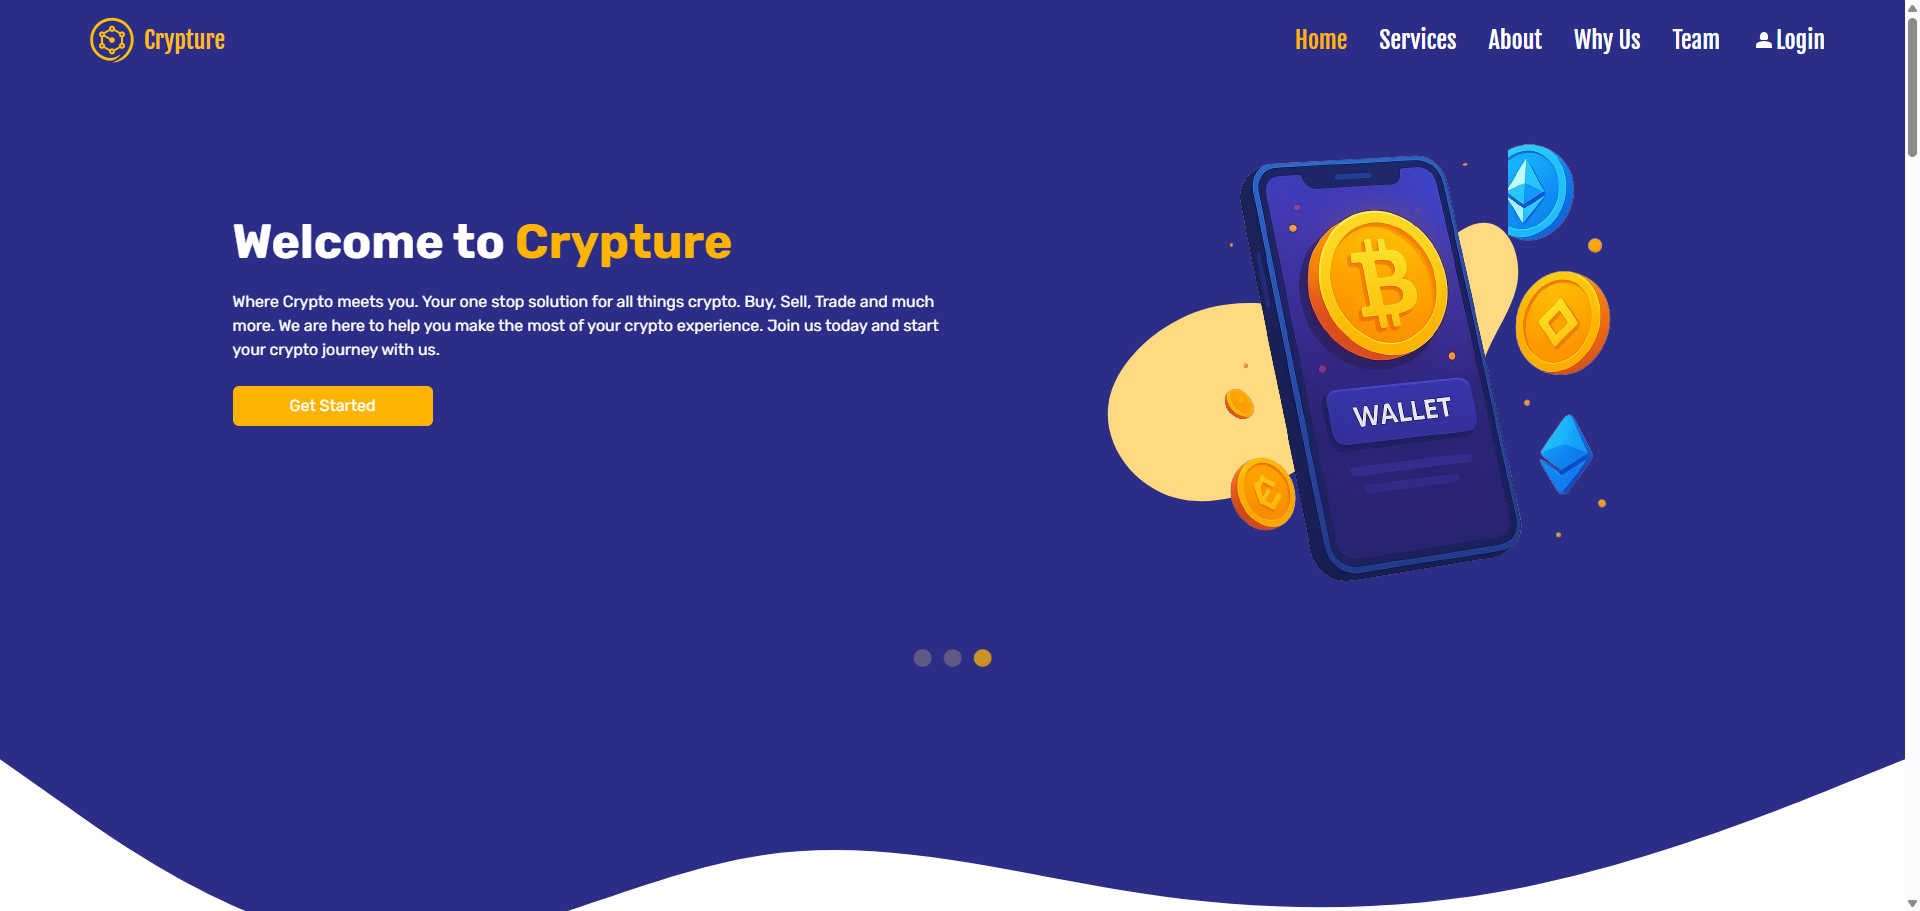 Crypture
Home
Services
About
Why Us
Team
Login
Welcome to Crypture
Where Crypto meets you. Your one stop solution for all things crypto. Buy, Sell, Trade and much
more. We are here to help you make the most of your crypto experience. Join us today and start
your crypto journey with us.
Get Started
WALLET